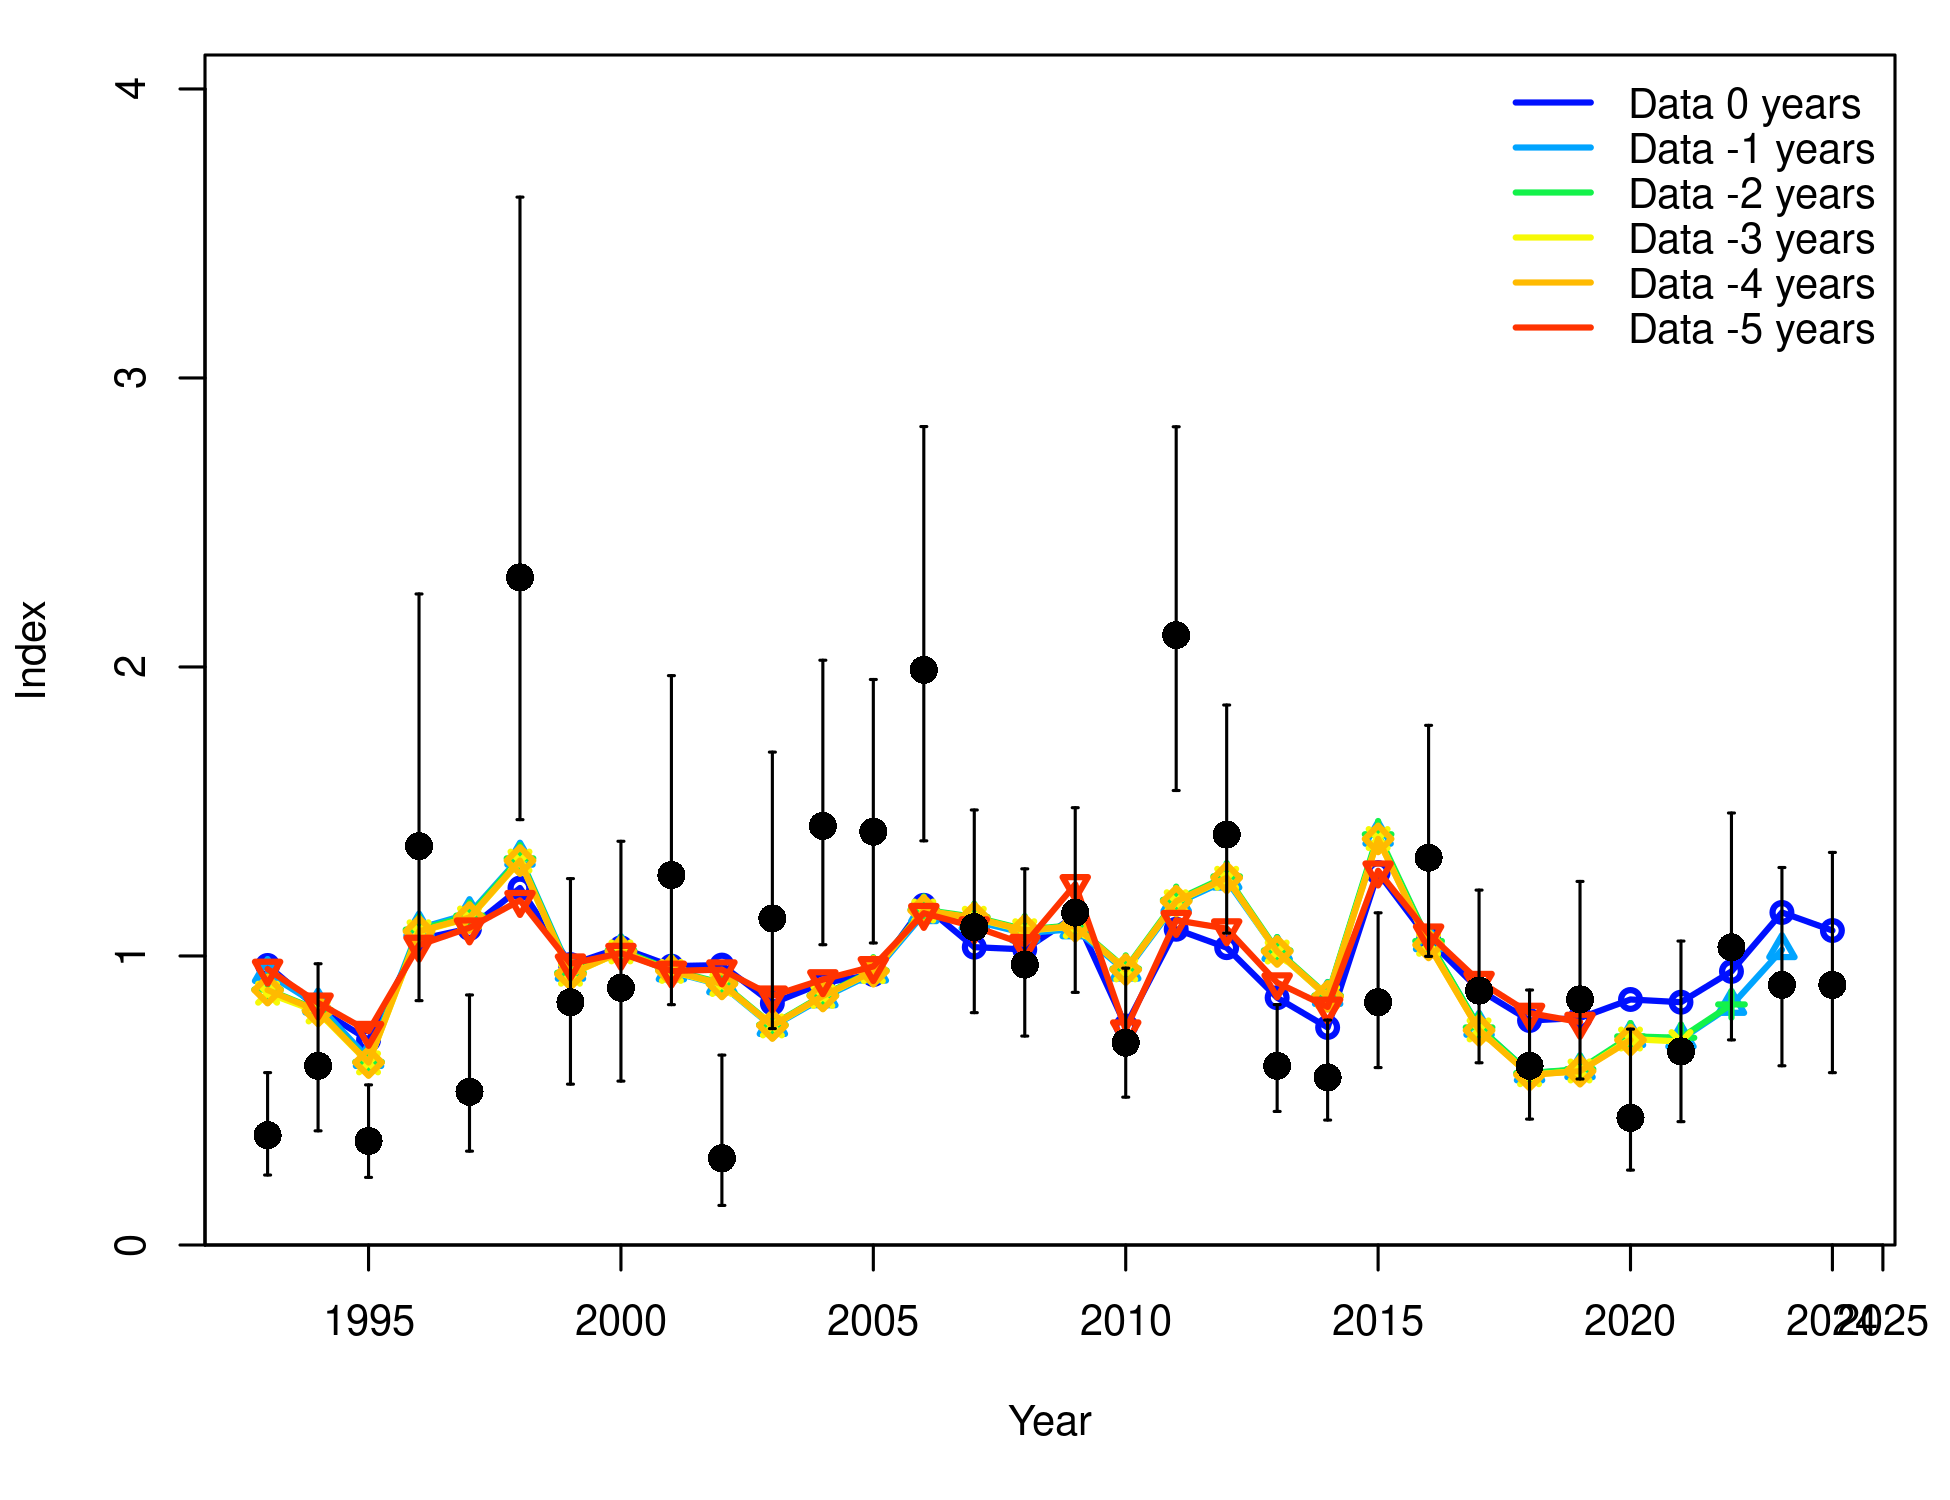 4
3
2
1
0
Index
Data 0 years
Data -1 years
Data -2 years
Data -3 years
Data -4 years
Data -5 years
1995 2000 2005 2010 2015 2020 2024 2025
Year